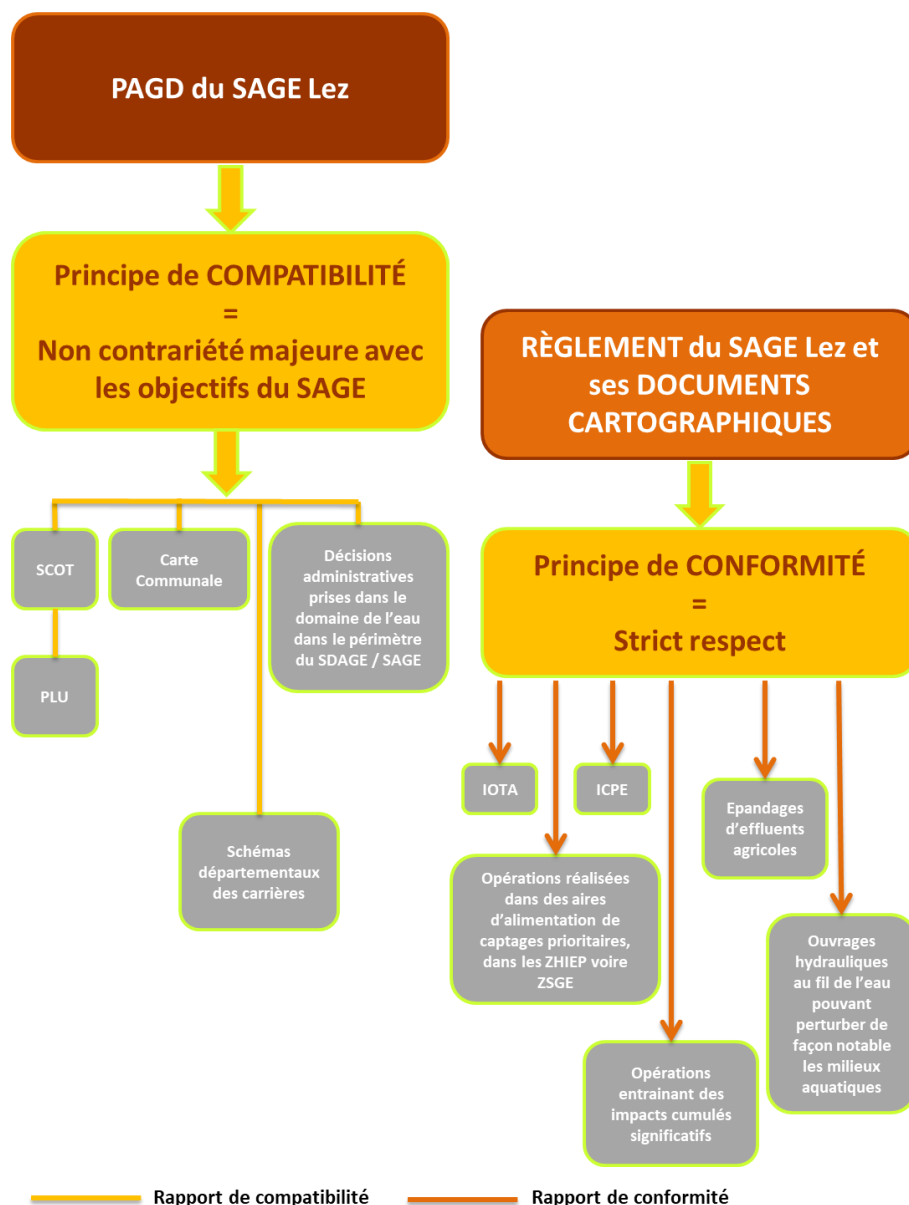 PAGD du SAGE Lez
Principe de COMPATIBILITÉ
=
Non contrariété majeure avec
les objectifs du SAGE
SCOT
PLU
Carte
Communale
Schémas
départementaux
des carrières
Décisions
administratives
prises dans le
domaine de l'eau
dans le périmètre
du SDAGE / SAGE
RÈGLEMENT du SAGE Lez et
ses DOCUMENTS
CARTOGRAPHIQUES
Principe de CONFORMITÉ
=
Strict respect
IOTA
Opérations réalisées
dans des aires
d'alimentation de
captages prioritaires,
dans les ZHIEP voire
ZSGE
ICPE
Opérations
entrainant des
impacts cumulés
significatifs
Epandages
d'effluents
agricoles
Ouvrages
hydrauliques
au fil de l'eau
pouvant
perturber de
façon notable
les milieux
aquatiques
Rapport de compatibilité
Rapport de conformité